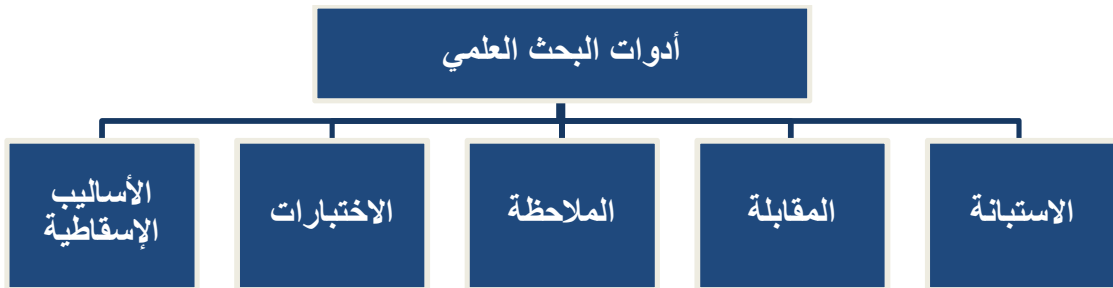 أدوات البحث العلمي
الاستبانة
المقابلة
الملاحظة
الاختبارات
الأساليب
الإسقاطية